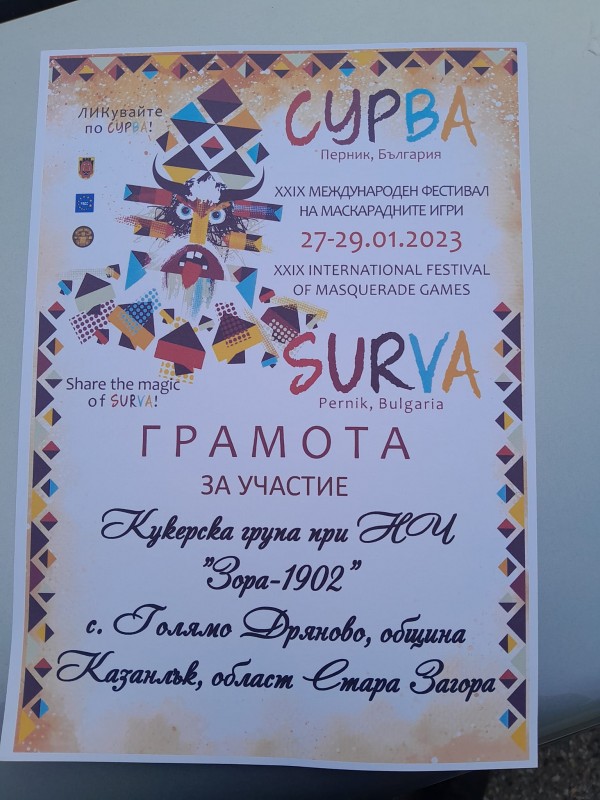 ЛИКувайте
по СУРВА!
СУРВА
Перник, България
XXIX МЕЖДУНАРОДЕН ФЕСТИВАЛ
НА МАСКАРАДНИТЕ ИГРИ
27-29.01.2023
XXIX INTERNATIONAL FESTIVAL
OF MASQUERADE GAMES
SURVA
Pernik, Bulgaria
Share the magic
of SURVA!
ГРАМОТА
ЗА УЧАСТИЕ
Кукерска група при НЧ
"Зора-1902"
с. Голямо Дряново, община
Казанлък, област Стара Загора